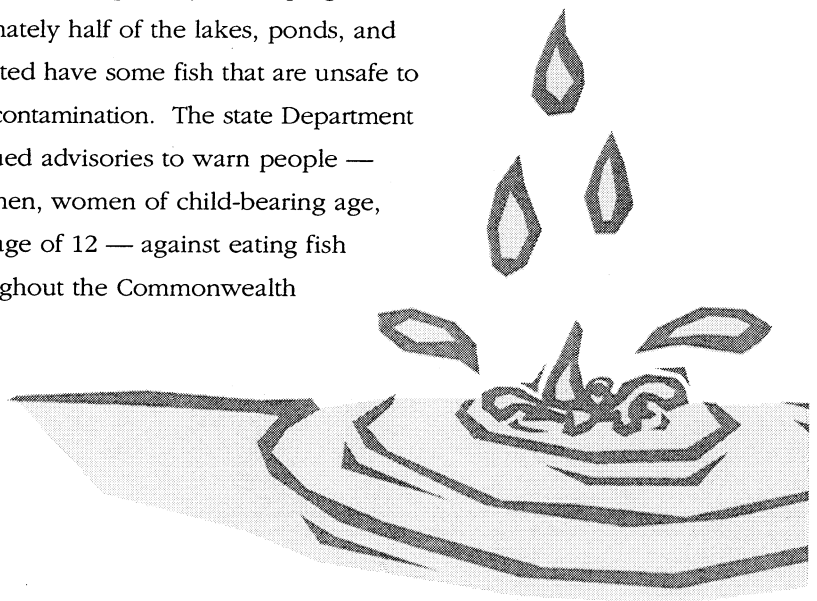 nately half of the lakes, ponds, and
ted have some fish that are unsafe to
contamination. The state Department
ued advisories to warn people —
nen, women of child-bearing age,
age of 12 — against eating fish
ghout the Commonwealth